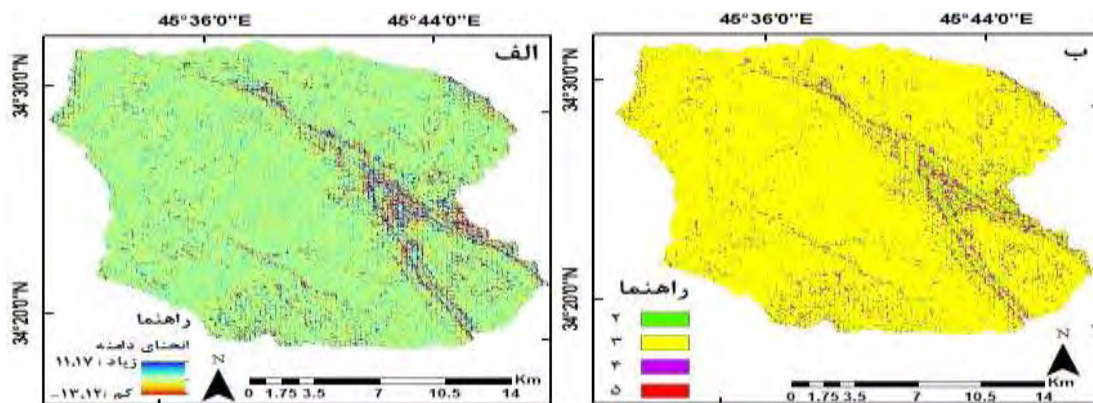 45°36'0"E 45°44'0"E
الف
34°30'0"N
34°20'0"N
راهنما
انحنای دامنه
زیاد : ۱۱.۱۷
کم : ۱۳.۱۲-
N
Km
0 1.75 3.5 7 10.5 14
45°36'0"E 44°44'0"E
ب
34°30'0"N
34°20'0"N
راهنما
۲
۳
۴
۵
N
Km
0 1.75 3.5 7 10.5 14